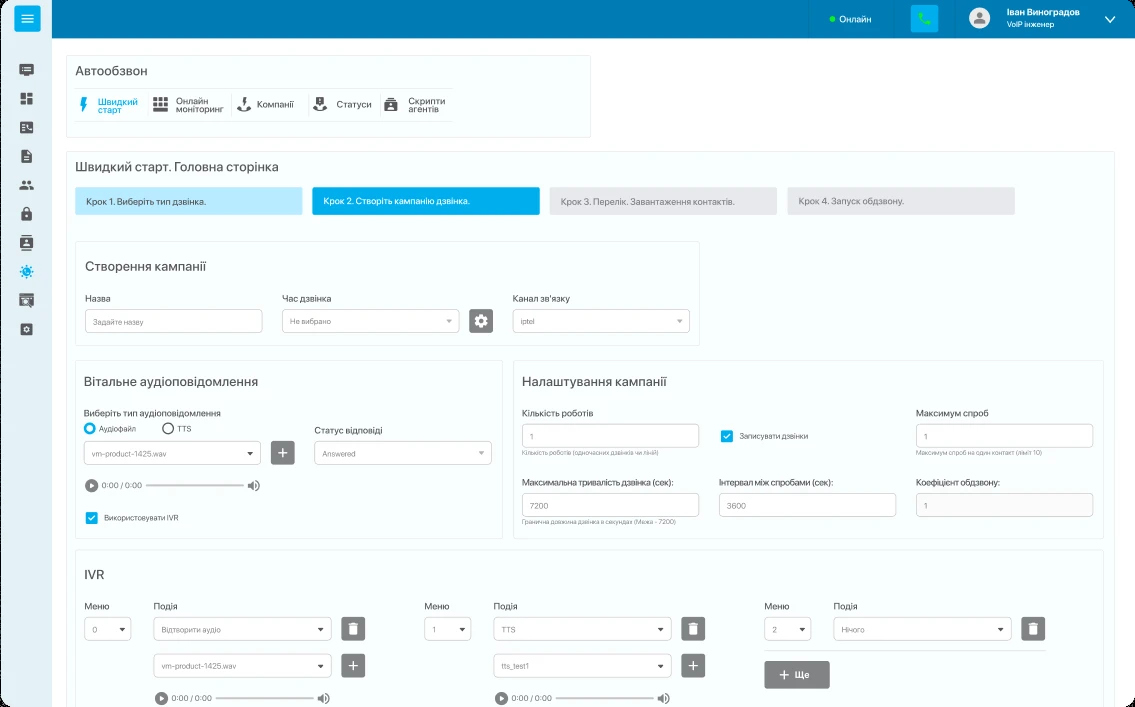 Онлайн
Іван Виноградов
VoIP інженер
Автообзвон
Швидкий старт
Онлайн моніторинг
Компанії
Статуси
Скрипти агентів
Швидкий старт. Головна сторінка
Крок 1. Виберіть тип дзвінка.
Крок 2. Створіть кампанію дзвінка.
Крок 3. Перелік. Завантаження контактів.
Крок 4. Запуск обдзвону.
Створення кампанії
Назва
Час дзвінка
Канал зв'язку
Задайте назву
Не вибрано
iptel
Вітальне аудіоповідомлення
Виберіть тип аудіоповідомлення
Аудіофайл
TTS
Статус відповіді
vm-product-1425.wav
Answered
0:00 / 0:00
Використовувати IVR
Налаштування кампанії
Кількість роботів
Максимум спроб
1
Записувати дзвінки
1
Кількість роботів (одночасних дзвінків чи ліній)
Максимум спроб на один контакт (ліміт 10)
Максимальна тривалість дзвінка (сек):
Інтервал між спробами (сек):
Коефіцієнт обдзвону:
7200
3600
1
Гранична довжина дзвінка в секундах (Межа - 7200)
IVR
Меню
Подія
Меню
Подія
Меню
Подія
0
Відтворити аудіо
1
TTS
2
Нічого
vm-product-1425.wav
tts_test1
Ще
0:00 / 0:00
0:00 / 0:00